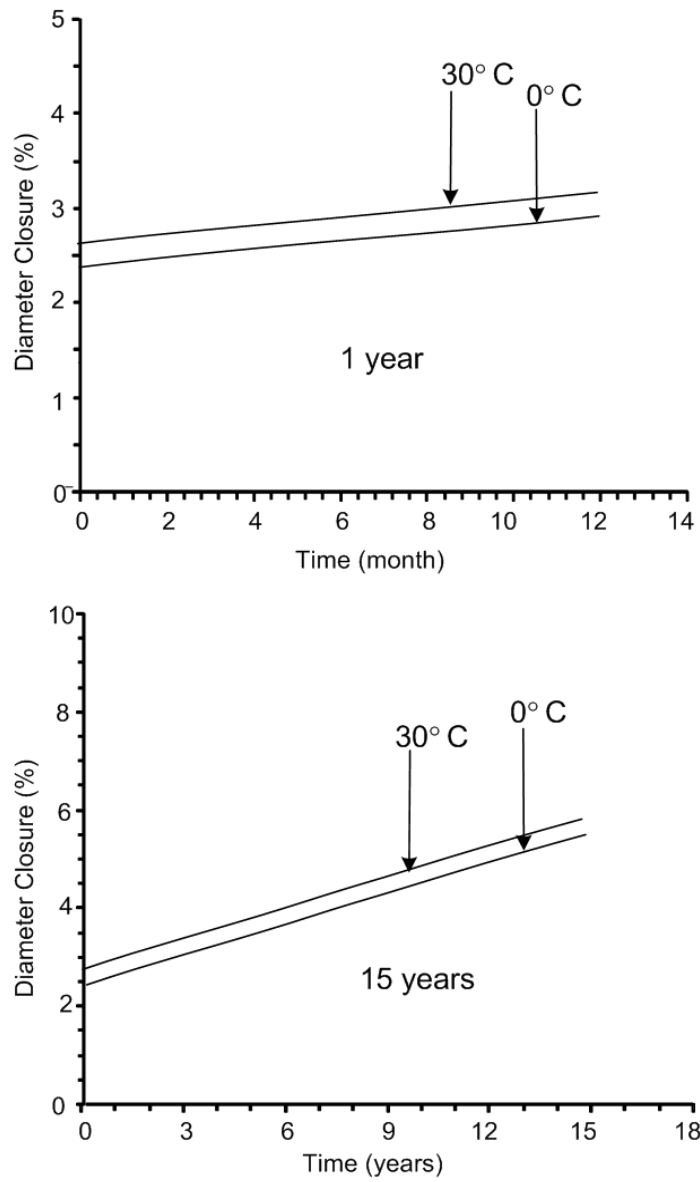 5
30° C
0° C
4
3
2
1
0
Diameter Closure (%)
1 year
0 2 4 6 8 10 12 14
Time (month)
10
8
6
4
2
0
Diameter Closure (%)
0° C
30° C
15 years
0 3 6 9 12 15 18
Time (years)